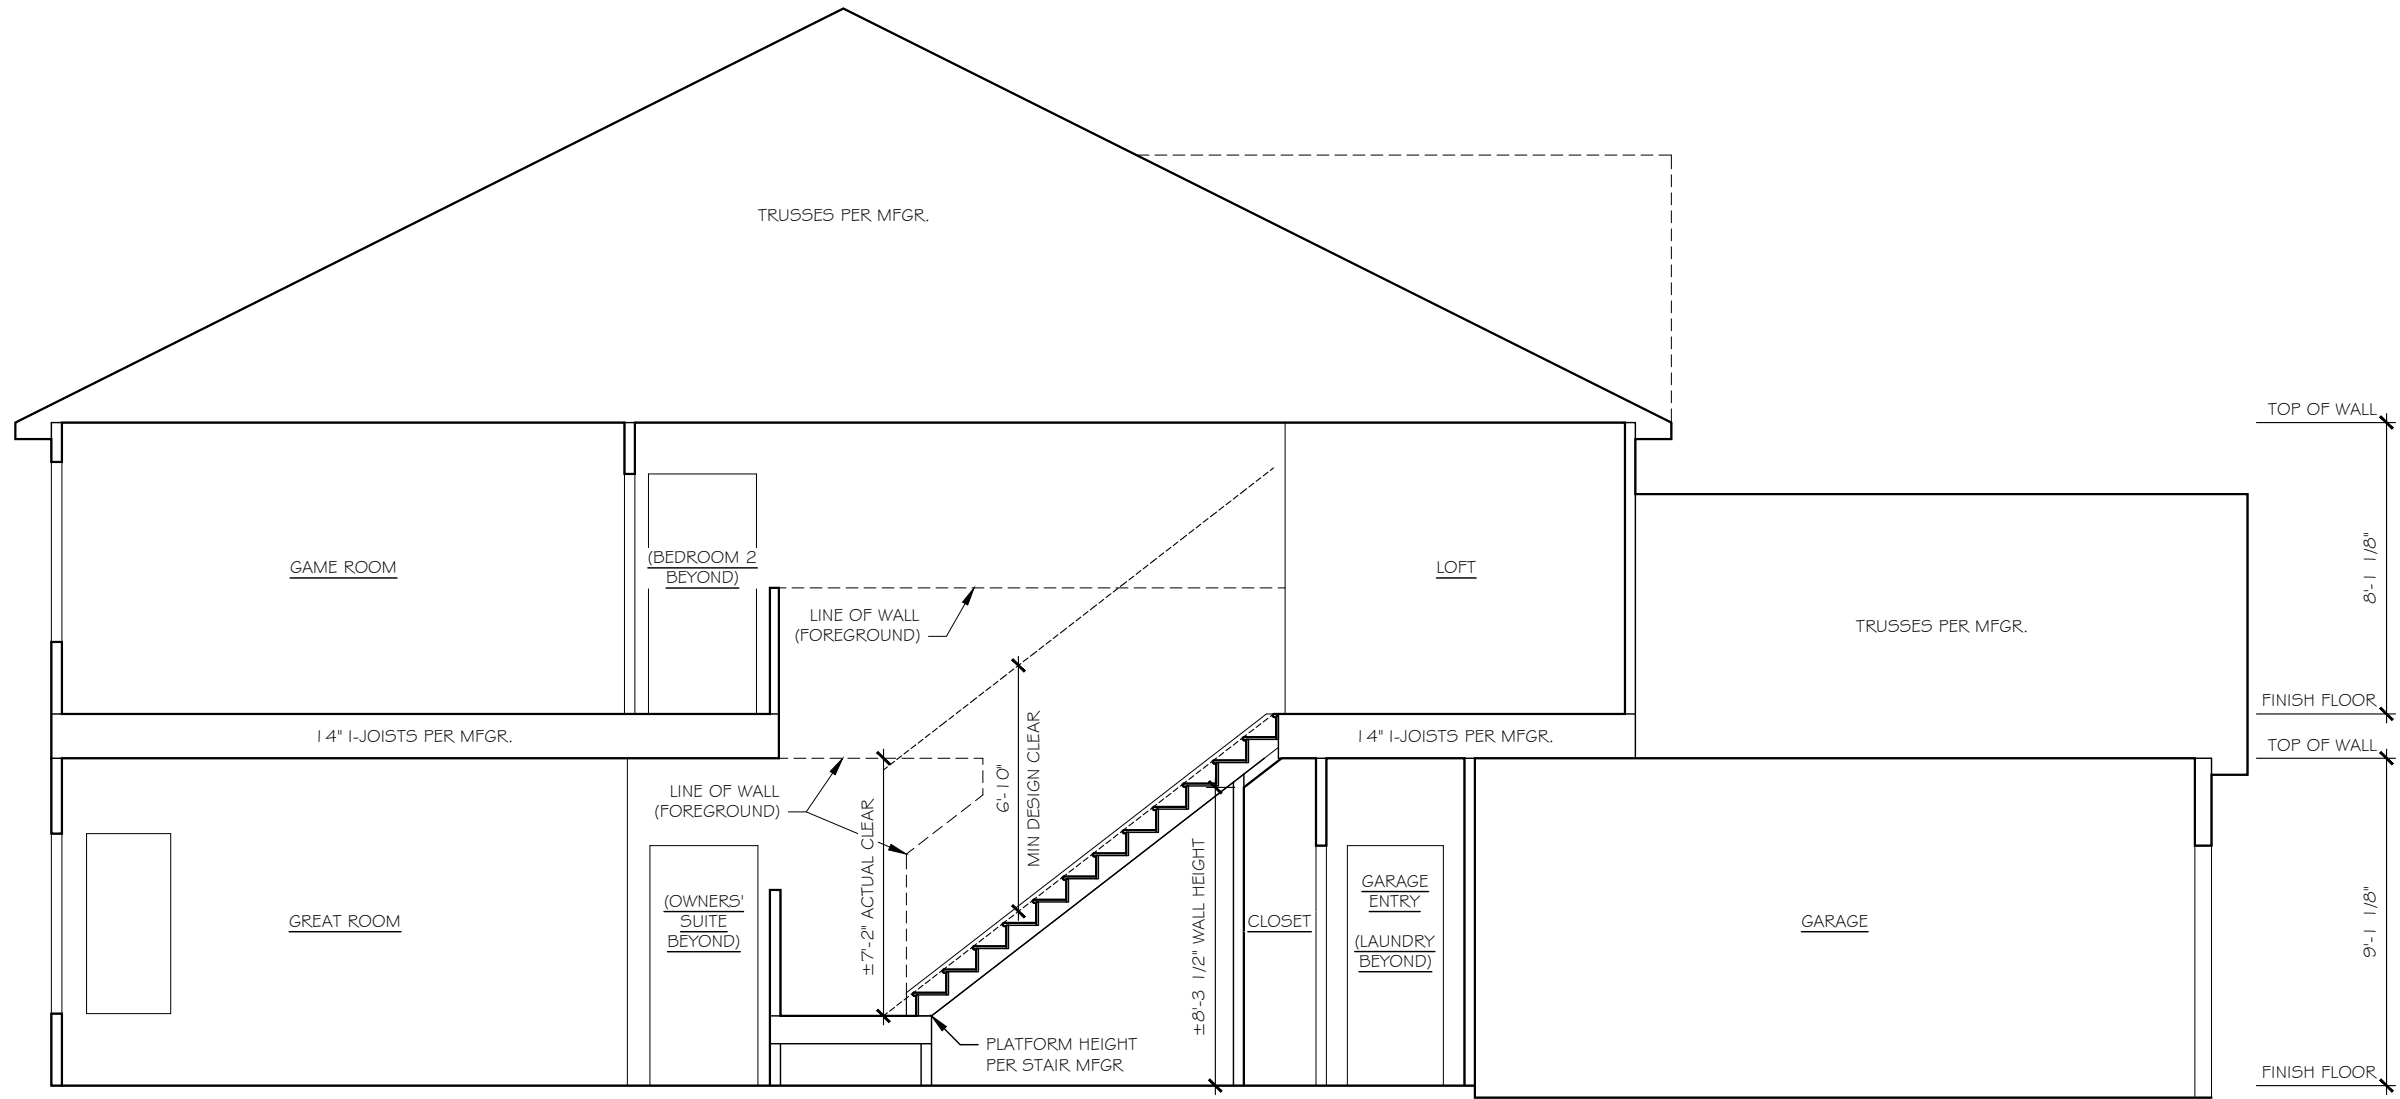 TRUSSES PER MFGR.
TOP OF WALL
GAME ROOM
(BEDROOM 2
BEYOND)
LOFT
8'-1 1/8"
LINE OF WALL
(FOREGROUND)
TRUSSES PER MFGR.
FINISH FLOOR
14" I-JOISTS PER MFGR.
14" I-JOISTS PER MFGR.
TOP OF WALL
6'-10"
MIN DESIGN CLEAR
LINE OF WALL
(FOREGROUND)
±7'-2" ACTUAL CLEAR
±8'-3 1/2" WALL HEIGHT
GREAT ROOM
(OWNERS'
SUITE
BEYOND)
CLOSET
GARAGE
ENTRY
(LAUNDRY
BEYOND)
GARAGE
9'-1 1/8"
PLATFORM HEIGHT
PER STAIR MFGR
FINISH FLOOR